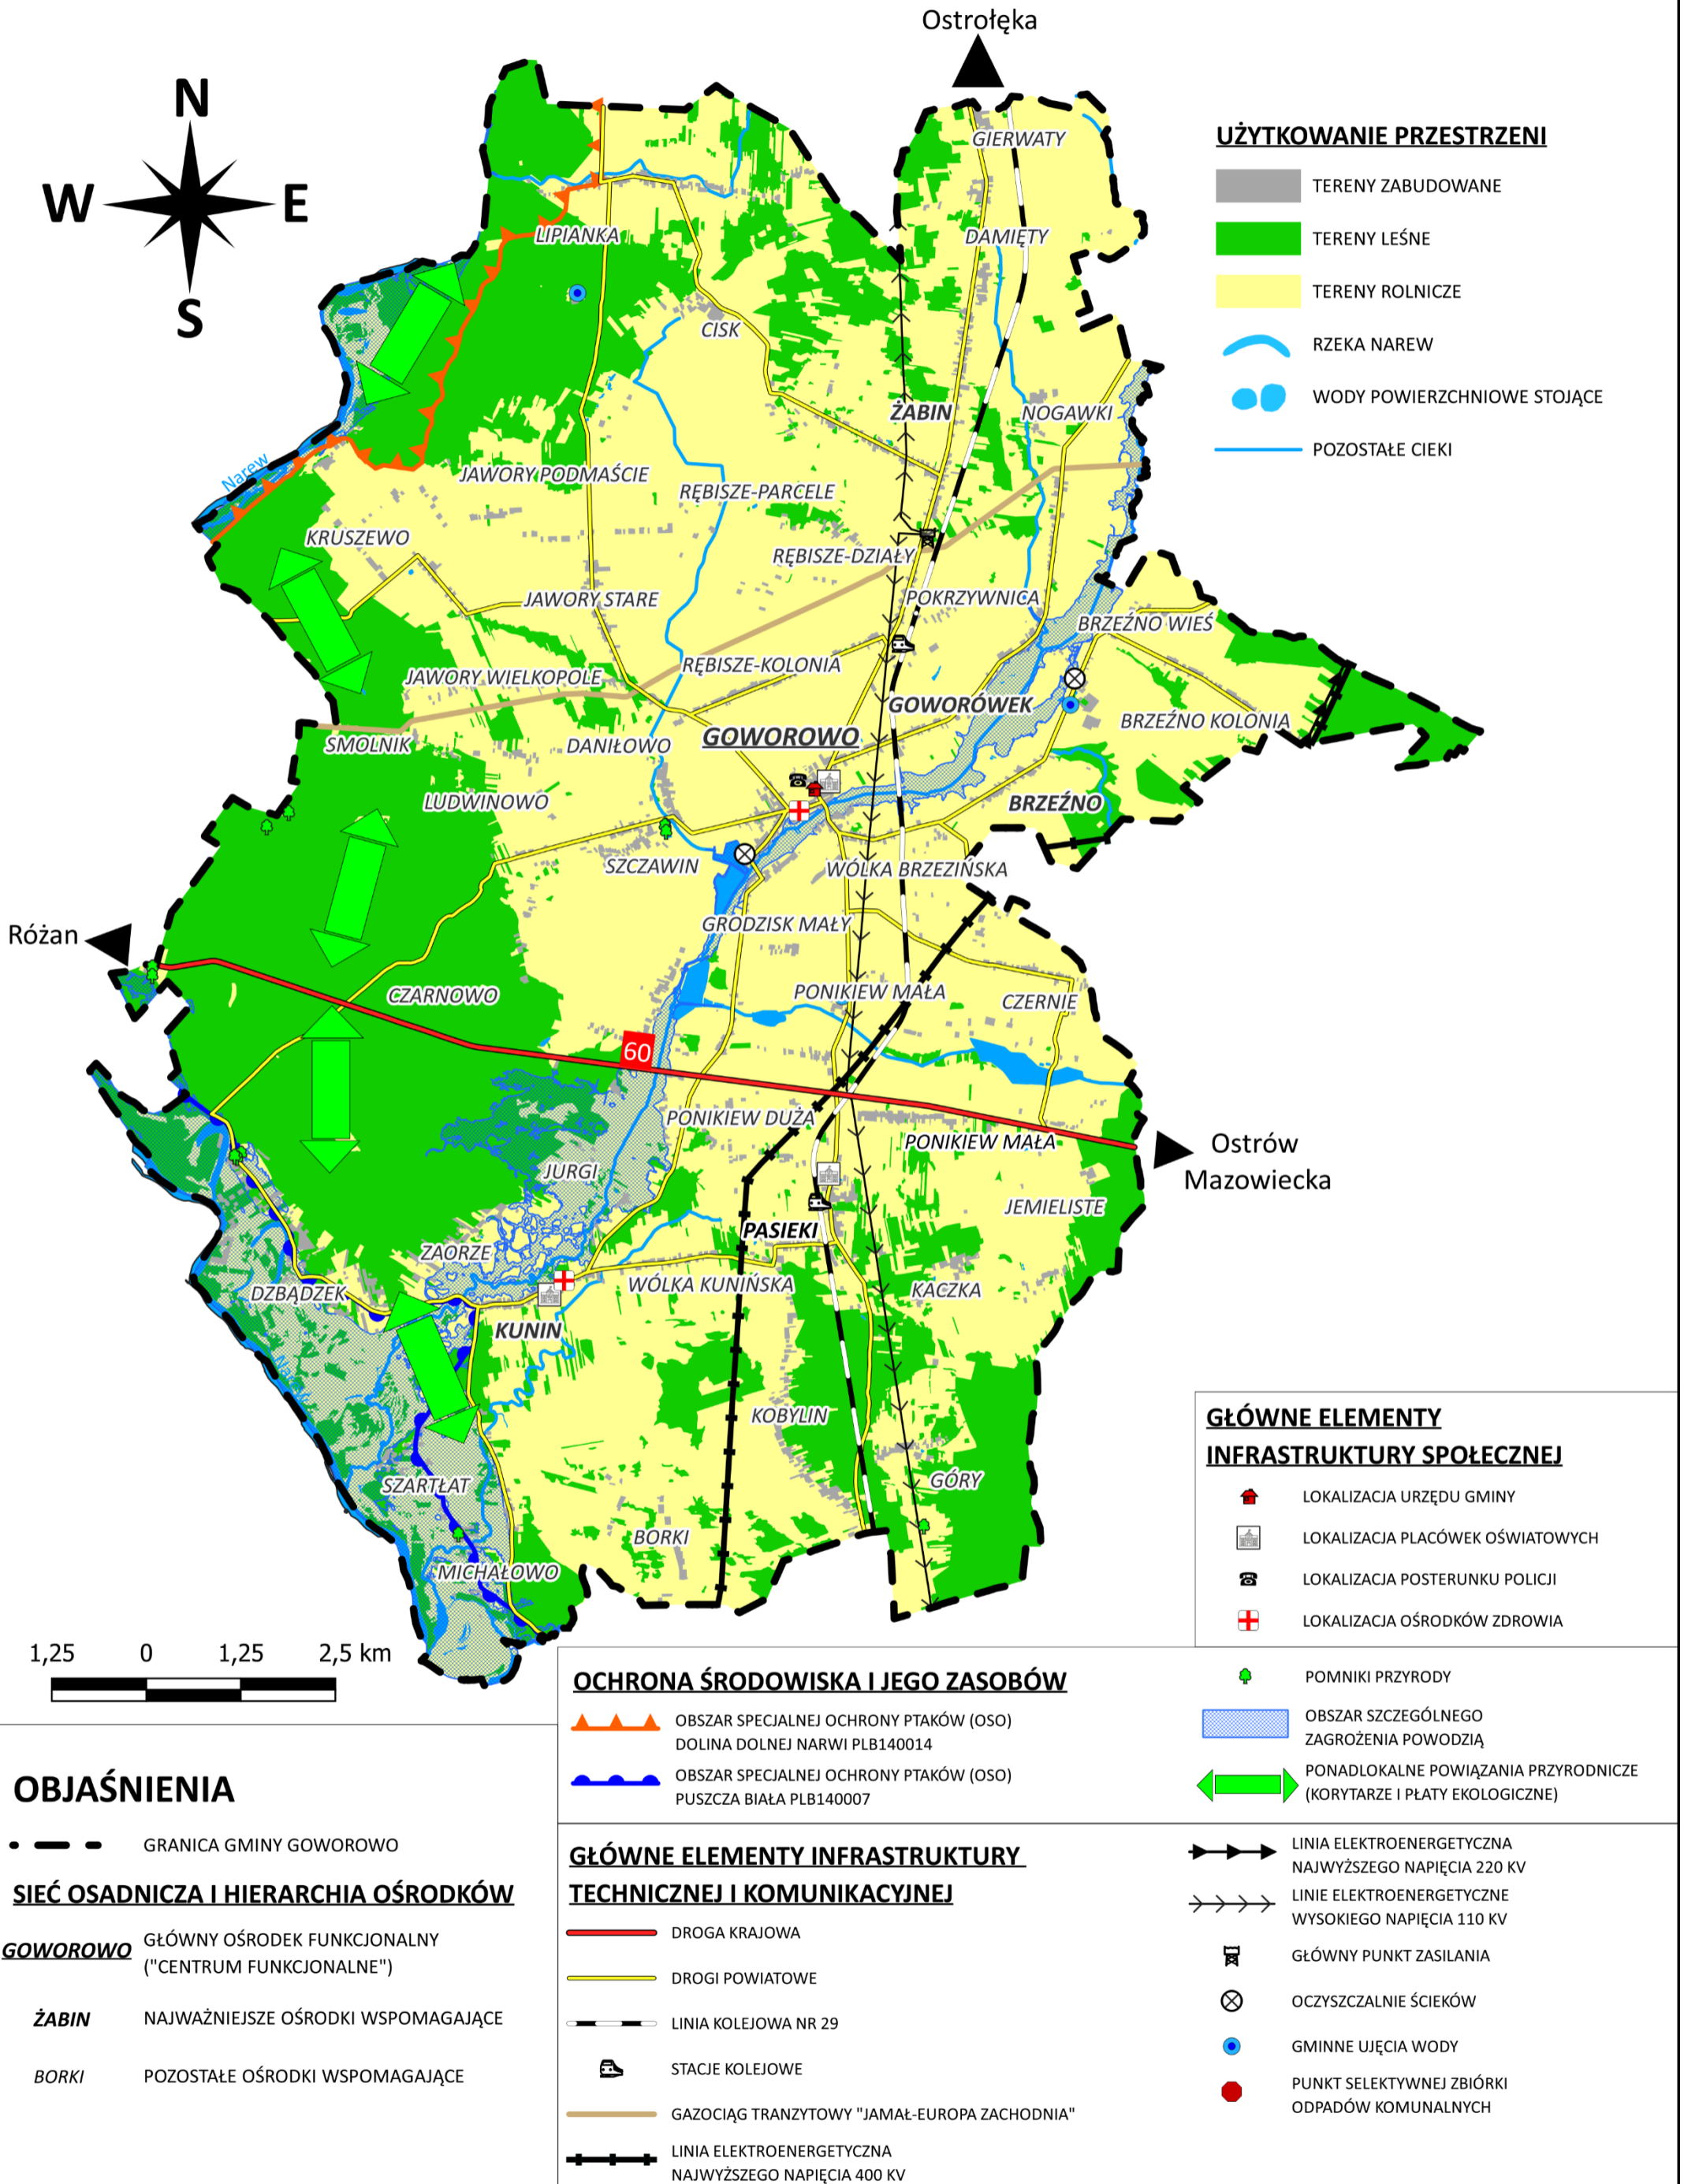 Ostrołęka
N
W
E
S
GIERWATY
DAMIĘTY
LIPIANKA
CISK
ŻABIN
NOGAWKI
JAWORY PODMAŚCIE
RĘBISZE-PARCELE
Narew
KRUSZEWO
RĘBISZE-DZIAŁY
JAWORY STARE
POKRZYWNICA
BRZEŹNO WIEŚ
RĘBISZE-KOLONIA
JAWORY WIELKOPOLE
GOWORÓWEK
BRZEŹNO KOLONIA
GOWOROWO
SMOLNIK
DANIŁOWO
LUDWINOWO
BRZEŹNO
SZCZAWIN
WÓLKA BRZEZIŃSKA
GRODZISK MAŁY
Różan
CZARNOWO
PONIKIEW MAŁA
CZERNIE
60
PONIKIEW DUŻA
PONIKIEW MAŁA
Ostrów
Mazowiecka
JURGI
JEMIELISTE
PASIEKI
ZAORZE
WÓLKA KUNIŃSKA
KACZKA
DZBĄDZEK
KUNIN
KOBYLIN
SZARTŁAT
GÓRY
BORKI
MICHAŁOWO
1,25 0 1,25 2,5 km
UŻYTKOWANIE PRZESTRZENI
TERENY ZABUDOWANE
TERENY LEŚNE
TERENY ROLNICZE
RZEKA NAREW
WODY POWIERZCHNIOWE STOJĄCE
POZOSTAŁE CIEKI
GŁÓWNE ELEMENTY
INFRASTRUKTURY SPOŁECZNEJ
LOKALIZACJA URZĘDU GMINY
LOKALIZACJA PLACÓWEK OŚWIATOWYCH
LOKALIZACJA POSTERUNKU POLICJI
LOKALIZACJA OŚRODKÓW ZDROWIA
OCHRONA ŚRODOWISKA I JEGO ZASOBÓW
OBSZAR SPECJALNEJ OCHRONY PTAKÓW (OSO)
DOLINA DOLNEJ NARWI PLB140014
OBSZAR SPECJALNEJ OCHRONY PTAKÓW (OSO)
PUSZCZA BIAŁA PLB140007
POMNIKI PRZYRODY
OBSZAR SZCZEGÓLNEGO
ZAGROŻENIA POWODZIĄ
PONADLOKALNE POWIĄZANIA PRZYRODNICZE
(KORYTARZE I PŁATY EKOLOGICZNE)
OBJAŚNIENIA
GRANICA GMINY GOWOROWO
SIEĆ OSADNICZA I HIERARCHIA OŚRODKÓW
GOWOROWO
GŁÓWNY OŚRODEK FUNKCJONALNY
("CENTRUM FUNKCJONALNE")
ŻABIN
NAJWAŻNIEJSZE OŚRODKI WSPOMAGAJĄCE
BORKI
POZOSTAŁE OŚRODKI WSPOMAGAJĄCE
GŁÓWNE ELEMENTY INFRASTRUKTURY
TECHNICZNEJ I KOMUNIKACYJNEJ
DROGA KRAJOWA
DROGI POWIATOWE
LINIA KOLEJOWA NR 29
STACJE KOLEJOWE
GAZOCIĄG TRANZYTOWY "JAMAŁ-EUROPA ZACHODNIA"
LINIA ELEKTROENERGETYCZNA
NAJWYŻSZEGO NAPIĘCIA 400 KV
LINIA ELEKTROENERGETYCZNA
NAJWYŻSZEGO NAPIĘCIA 220 KV
LINIE ELEKTROENERGETYCZNE
WYSOKIEGO NAPIĘCIA 110 KV
GŁÓWNY PUNKT ZASILANIA
OCZYSZCZALNIE ŚCIEKÓW
GMINNE UJĘCIA WODY
PUNKT SELEKTYWNEJ ZBIÓRKI
ODPADÓW KOMUNALNYCH